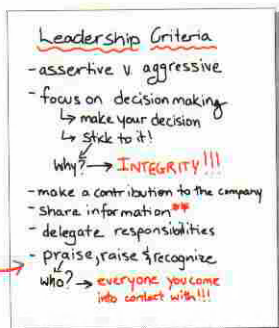 Leadership Criteria
- assertive v. aggressive
- focus on decision making
↳ make your decision
↳ stick to it!
Why? → INTEGRITY!!!
- make a contribution to the company
- share information**
- delegate responsibilities
- praise, raise & recognize
who? → everyone you come
into contact with!!!